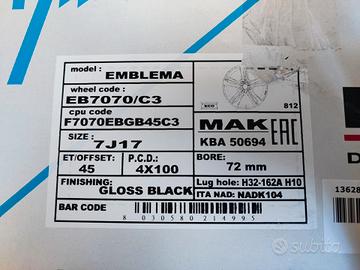 model : EMBLEMA
wheel code :
EB7070/C3
cpu code
F7070EBGB45C3
SIZE :
7J17
ECO
812
MAK EAC
KBA 50694
ET/OFFSET:
45
P.C.D.
4X100
BORE:
72 mm
FINISHING:
GLOSS BLACK
Lug hole: H32-162A H10
ITA NAD: NADK104
BAR CODE
8 030580 214995
13628
subito